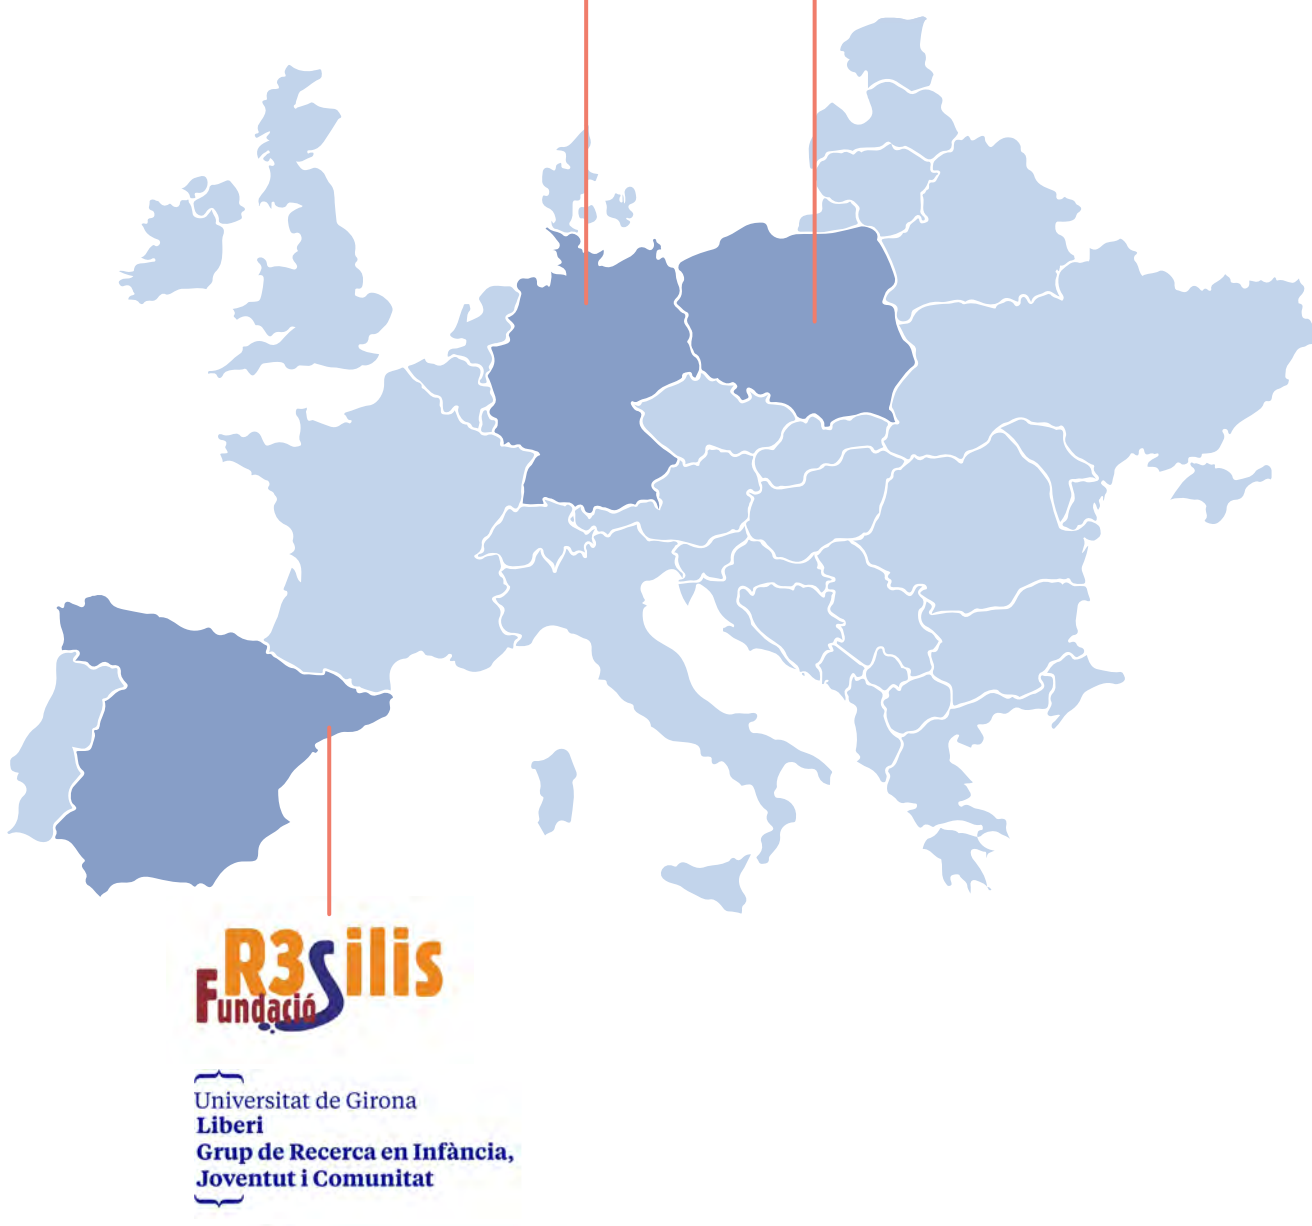 R3silis
Fundació
Universitat de Girona
Liberi
Grup de Recerca en Infància,
Joventut i Comunitat